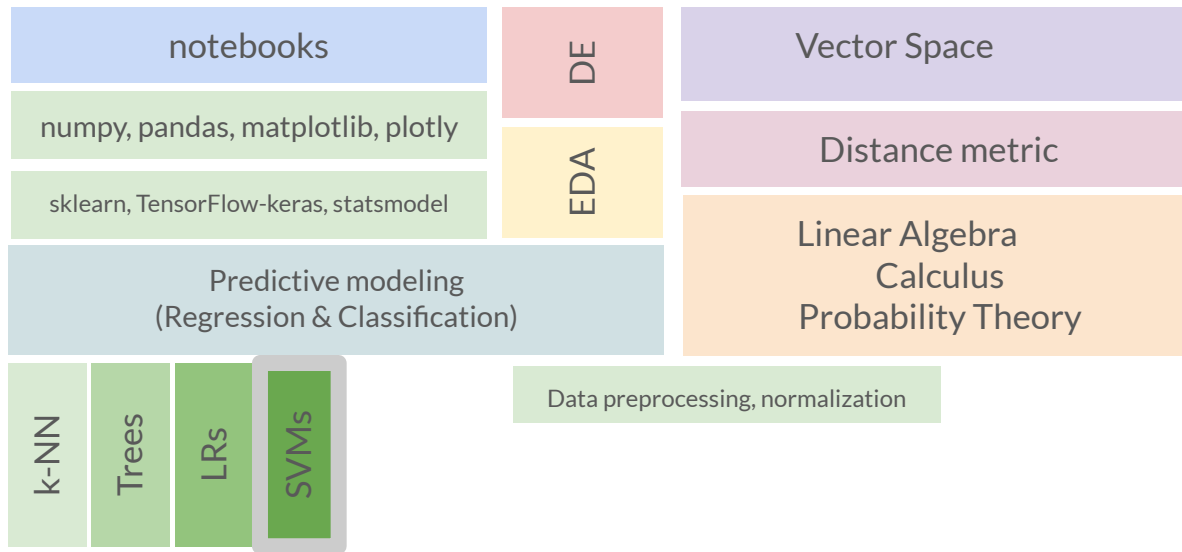 notebooks
DE
Vector Space
numpy, pandas, matplotlib, plotly
EDA
Distance metric
sklearn, TensorFlow-keras, statsmodel
Linear Algebra
Calculus
Probability Theory
Predictive modeling
(Regression & Classification)
k-NN
Trees
LRs
SVMs
Data preprocessing, normalization